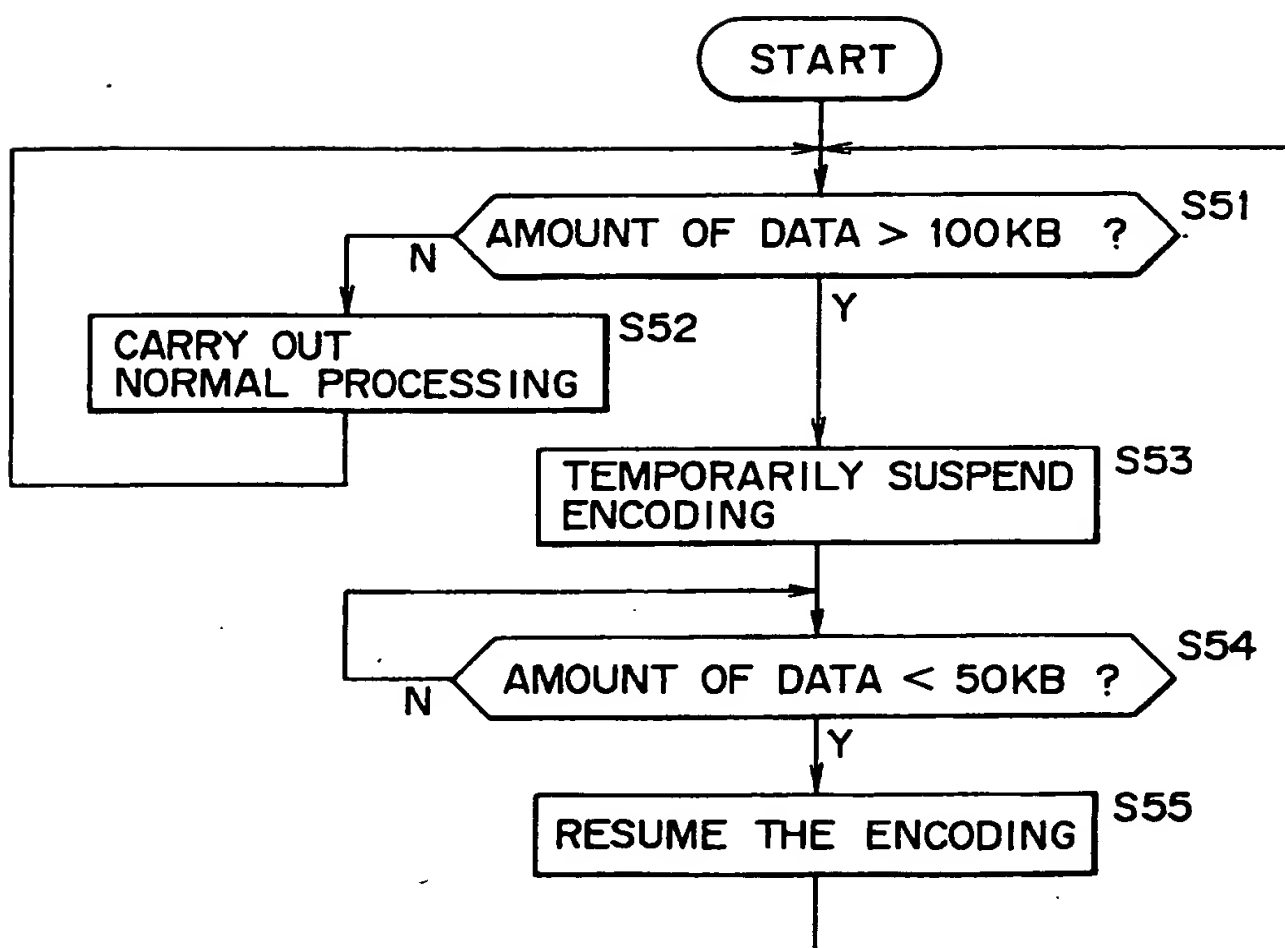 START
AMOUNT OF DATA > 100KB ?
S51
N
Y
CARRY OUT
NORMAL PROCESSING
S52
TEMPORARILY SUSPEND
ENCODING
S53
AMOUNT OF DATA < 50KB ?
S54
N
Y
RESUME THE ENCODING
S55